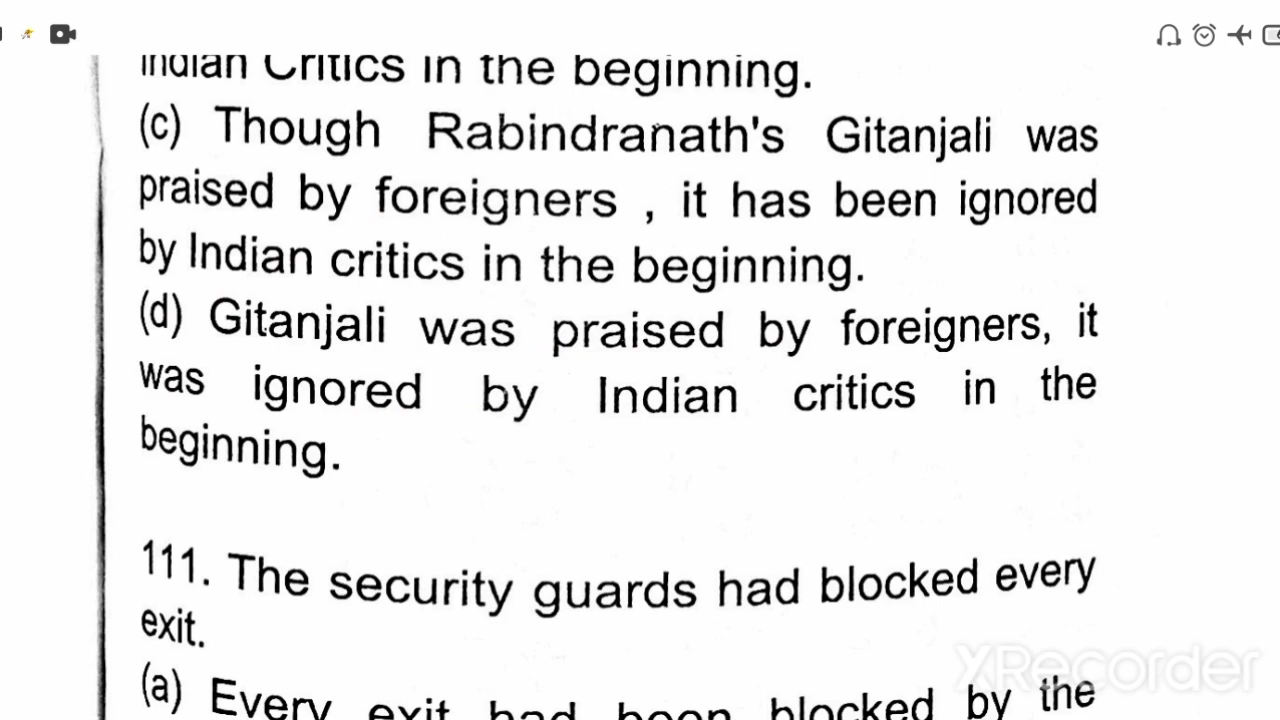 Indian Critics in the beginning.
(c) Though Rabindranath's Gitanjali was
praised by foreigners , it has been ignored
by Indian critics in the beginning.
(d) Gitanjali was praised by foreigners, it
was ignored by Indian critics in the
beginning.
111. The security guards had blocked every
exit.
(a) Every exit had been blocked by the
XRecorder